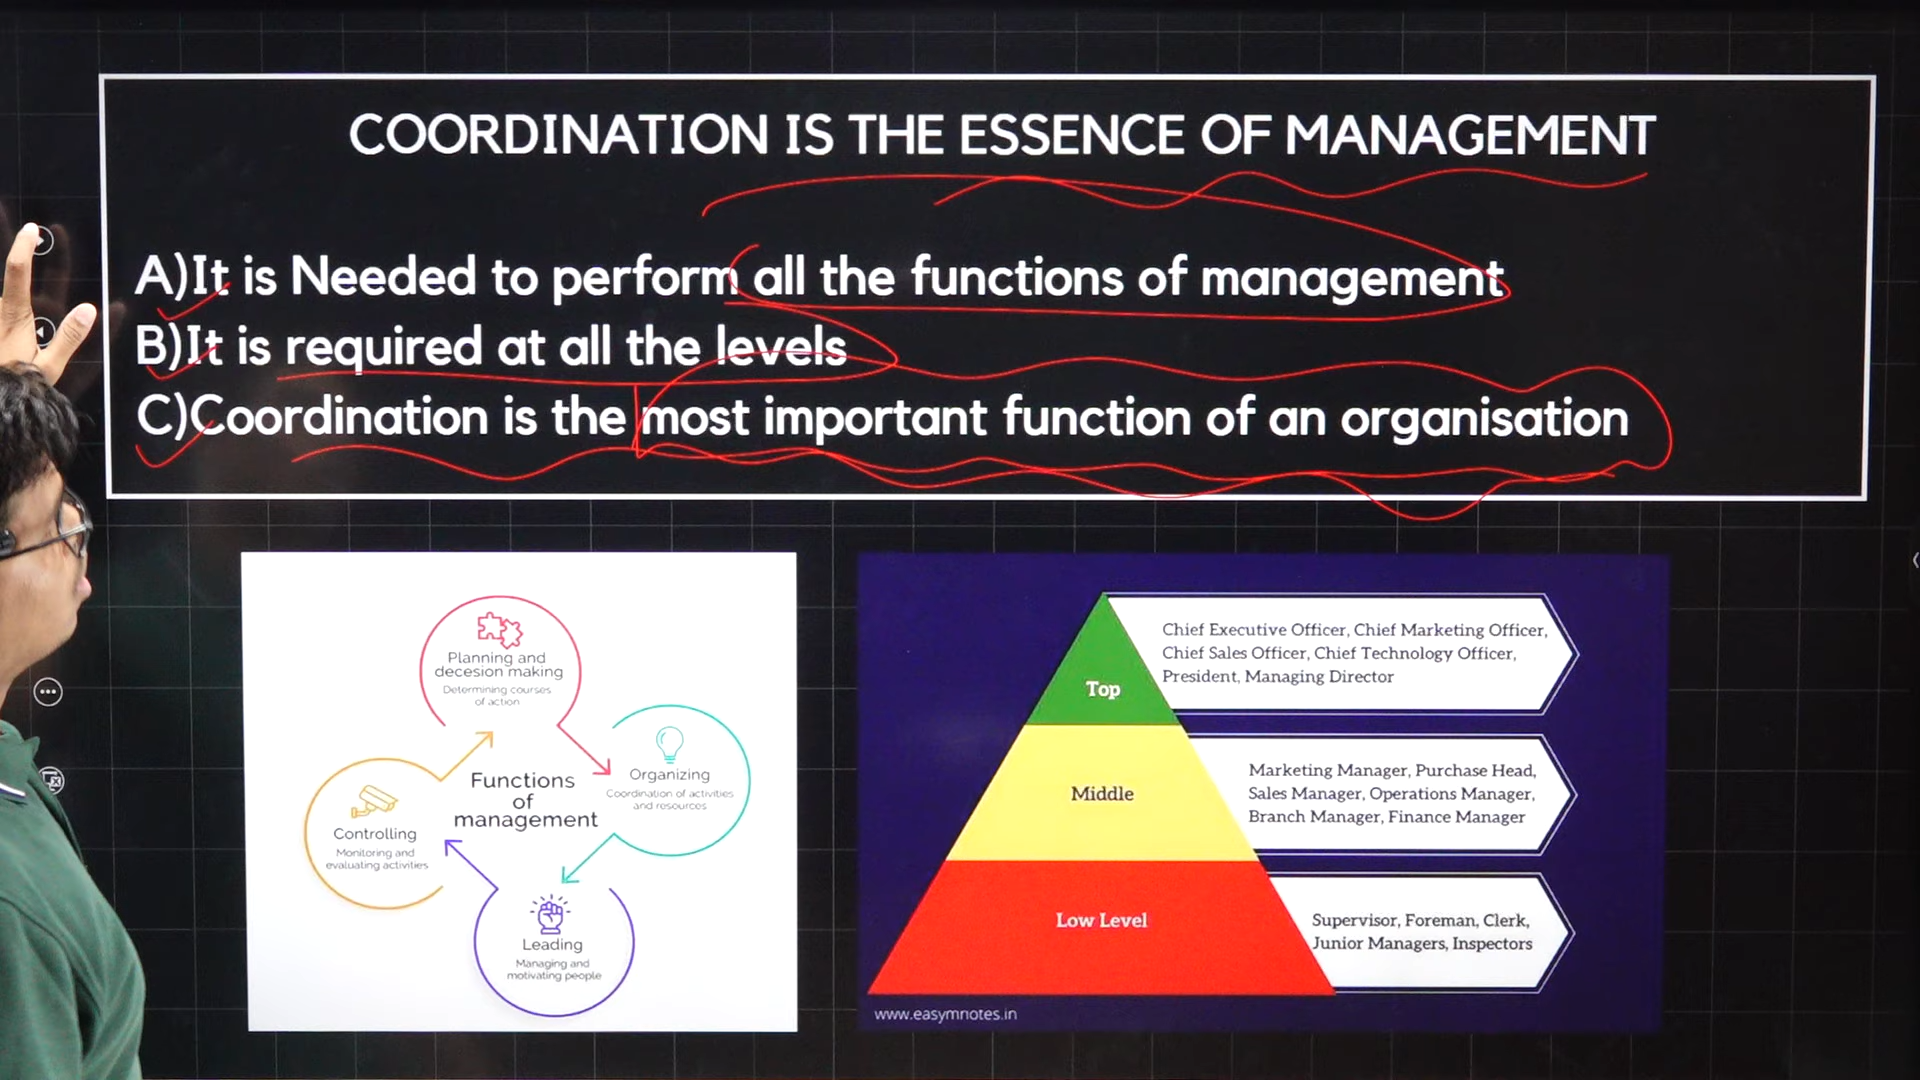 COORDINATION IS THE ESSENCE OF MANAGEMENT
A)It is Needed to perform all the functions of management
B)It is required at all the levels
C)Coordination is the most important function of an organisation
Planning and
decesion making
Determining courses
of action
Organizing
Coordination of activities
and resources
Functions
of
management
Controlling
Monitoring and
evaluating activities
Leading
Managing and
motivating people
Top
Chief Executive Officer, Chief Marketing Officer,
Chief Sales Officer, Chief Technology Officer,
President, Managing Director
Middle
Marketing Manager, Purchase Head,
Sales Manager, Operations Manager,
Branch Manager, Finance Manager
Low Level
Supervisor, Foreman, Clerk,
Junior Managers, Inspectors
www.easymnotes.in